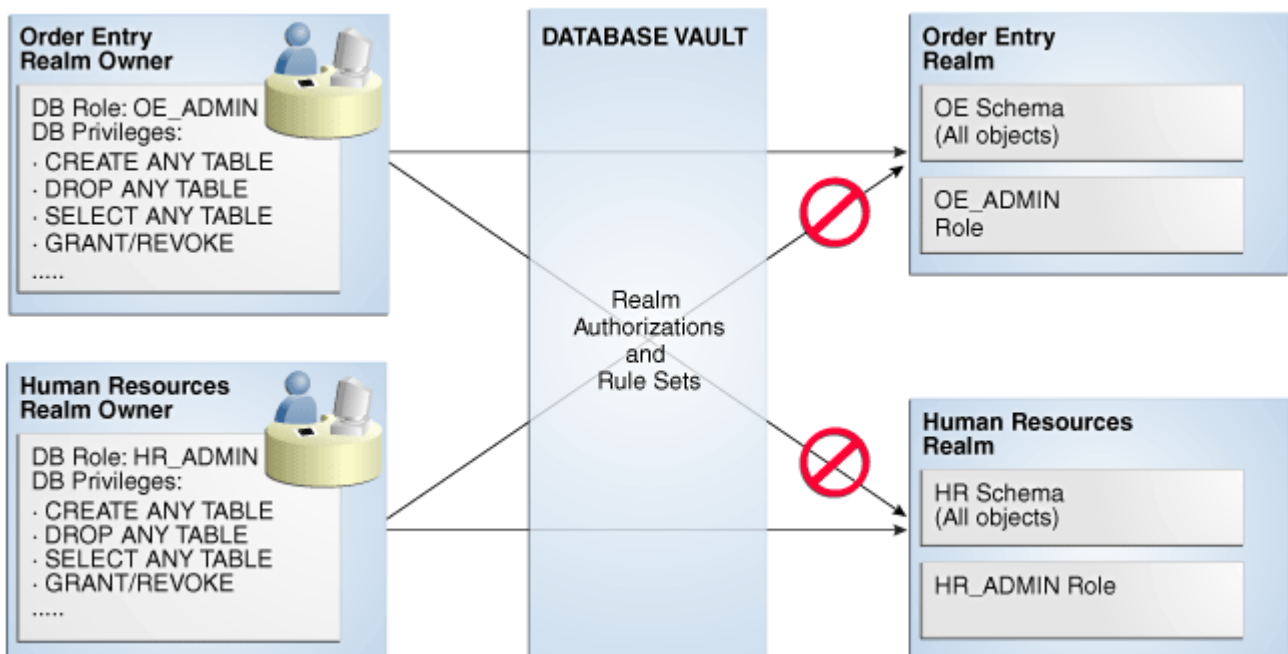 Order Entry
Realm Owner
DB Role: OE_ADMIN
DB Privileges:
· CREATE ANY TABLE
· DROP ANY TABLE
· SELECT ANY TABLE
· GRANT/REVOKE
.....
Human Resources
Realm Owner
DB Role: HR_ADMIN
DB Privileges:
· CREATE ANY TABLE
· DROP ANY TABLE
· SELECT ANY TABLE
· GRANT/REVOKE
.....
DATABASE VAULT
Realm
Authorizations
and
Rule Sets
Order Entry
Realm
OE Schema
(All objects)
OE_ADMIN
Role
Human Resources
Realm
HR Schema
(All objects)
HR_ADMIN Role